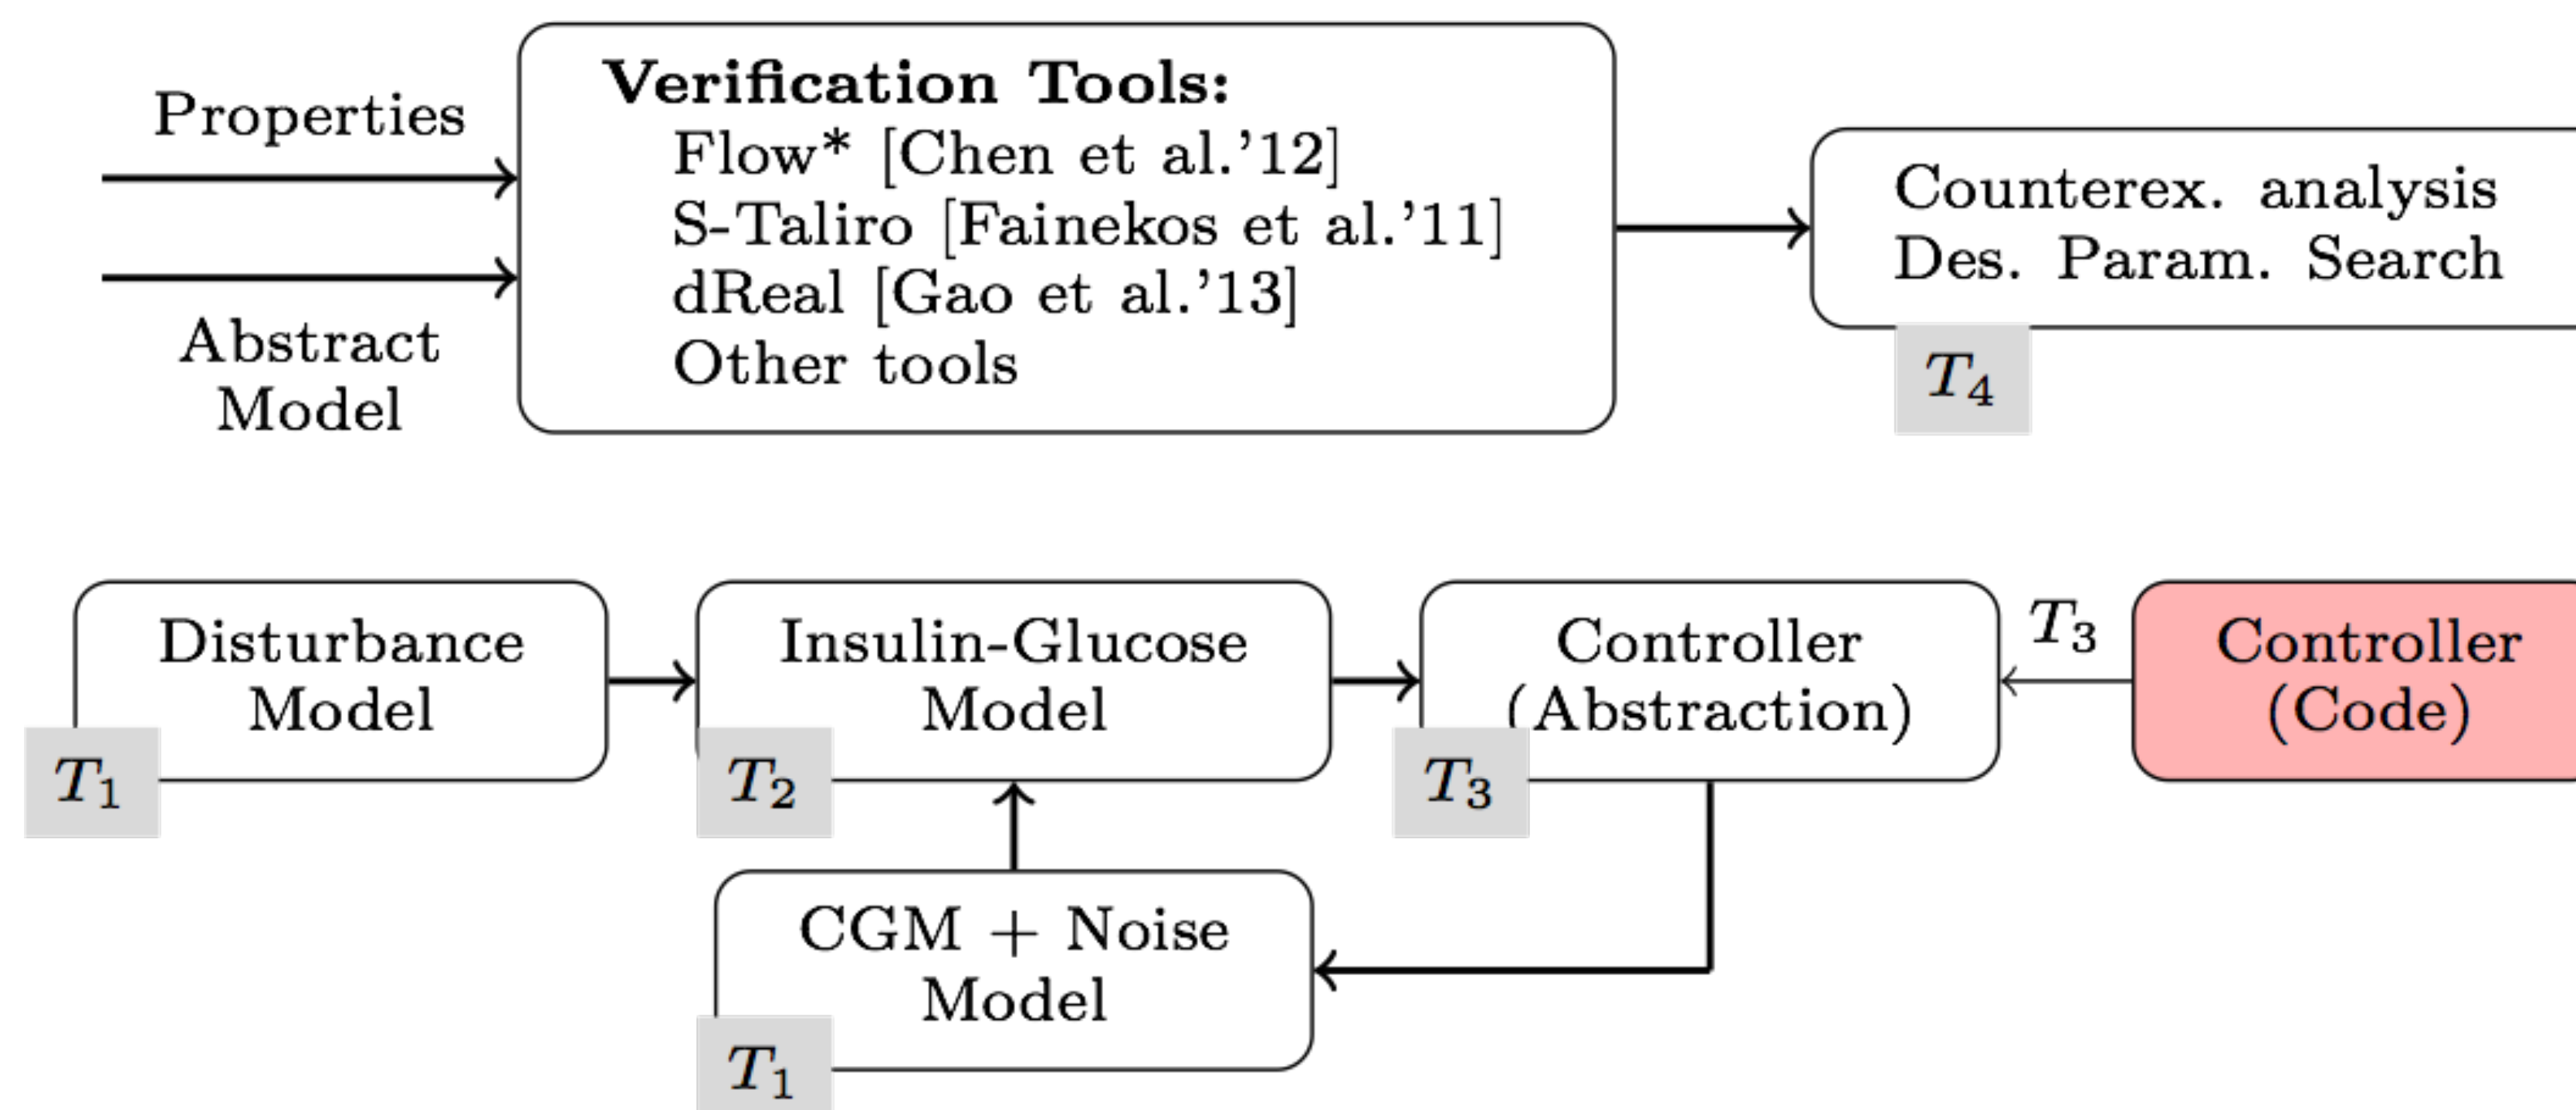 Properties
Abstract
Model
Verification Tools:
Flow* [Chen et al.'12]
S-Taliro [Fainekos et al.'11]
dReal [Gao et al.'13]
Other tools
Counterex. analysis
Des. Param. Search
T4
Disturbance
Model
T1
Insulin-Glucose
Model
T2
Controller
(Abstraction)
T3
T3
Controller
(Code)
CGM + Noise
Model
T1